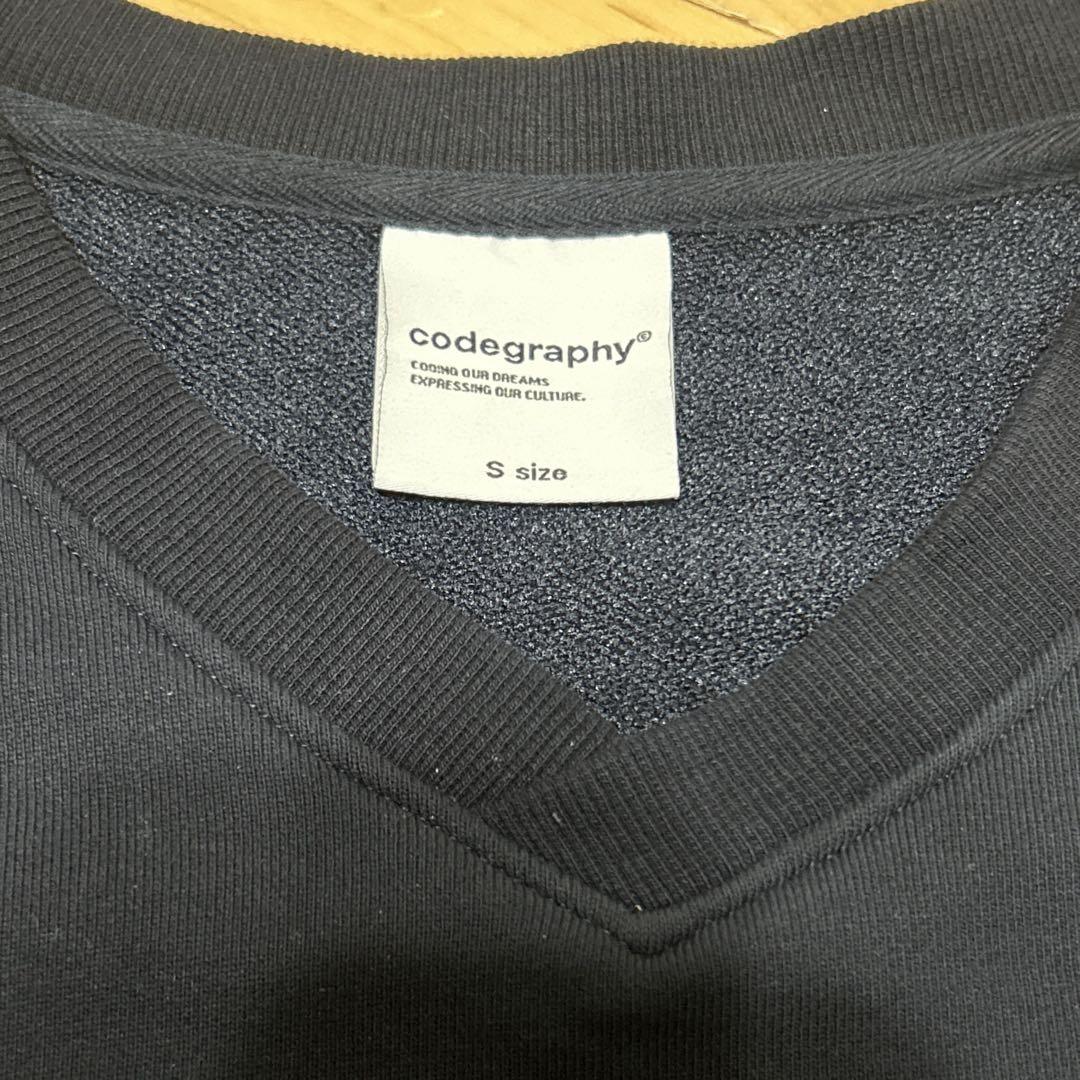 codegraphy©
CODING OUR DREAMS
EXPRESSING OUR CULTURE.
S size